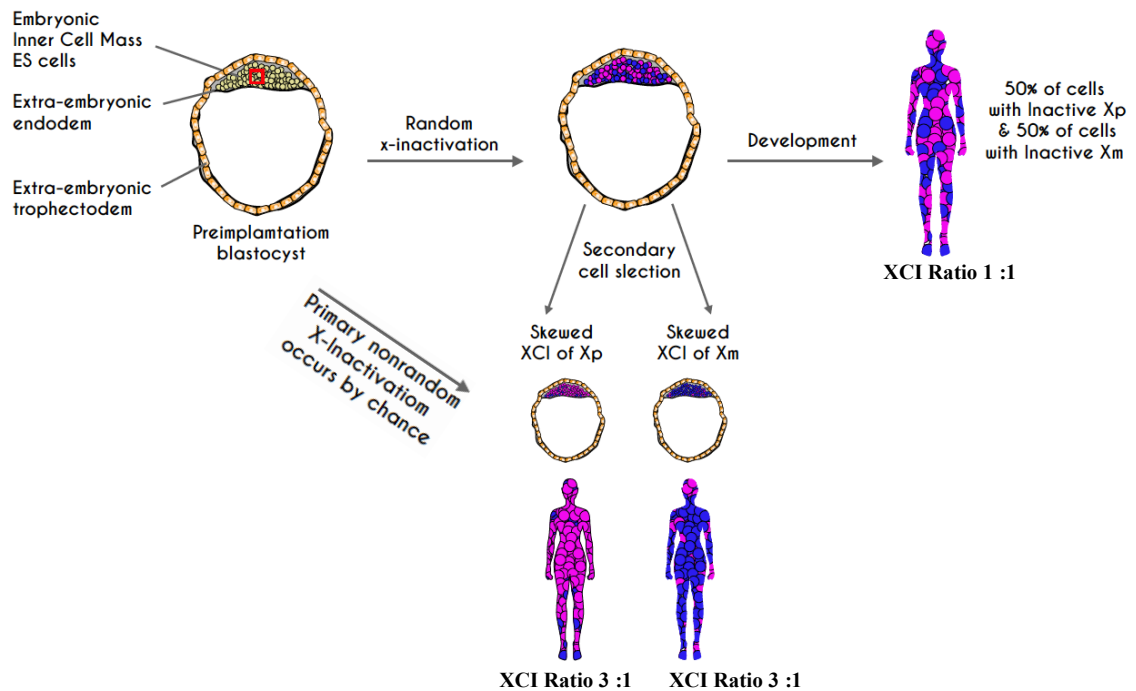 Embryonic
Inner Cell Mass
ES cells
Extra-embryonic
endodem
Extra-embryonic
trophectodem
Preimplamtatiom
blastocyst
Random
x-inactivation
Development
50% of cells
with Inactive Xp
& 50% of cells
with Inactive Xm
XCI Ratio 1 :1
Secondary
cell slection
Primary nonrandom
X-Inactivatiom
occurs by chance
Skewed
XCI of Xp
Skewed
XCI of Xm
XCI Ratio 3 :1
XCI Ratio 3 :1